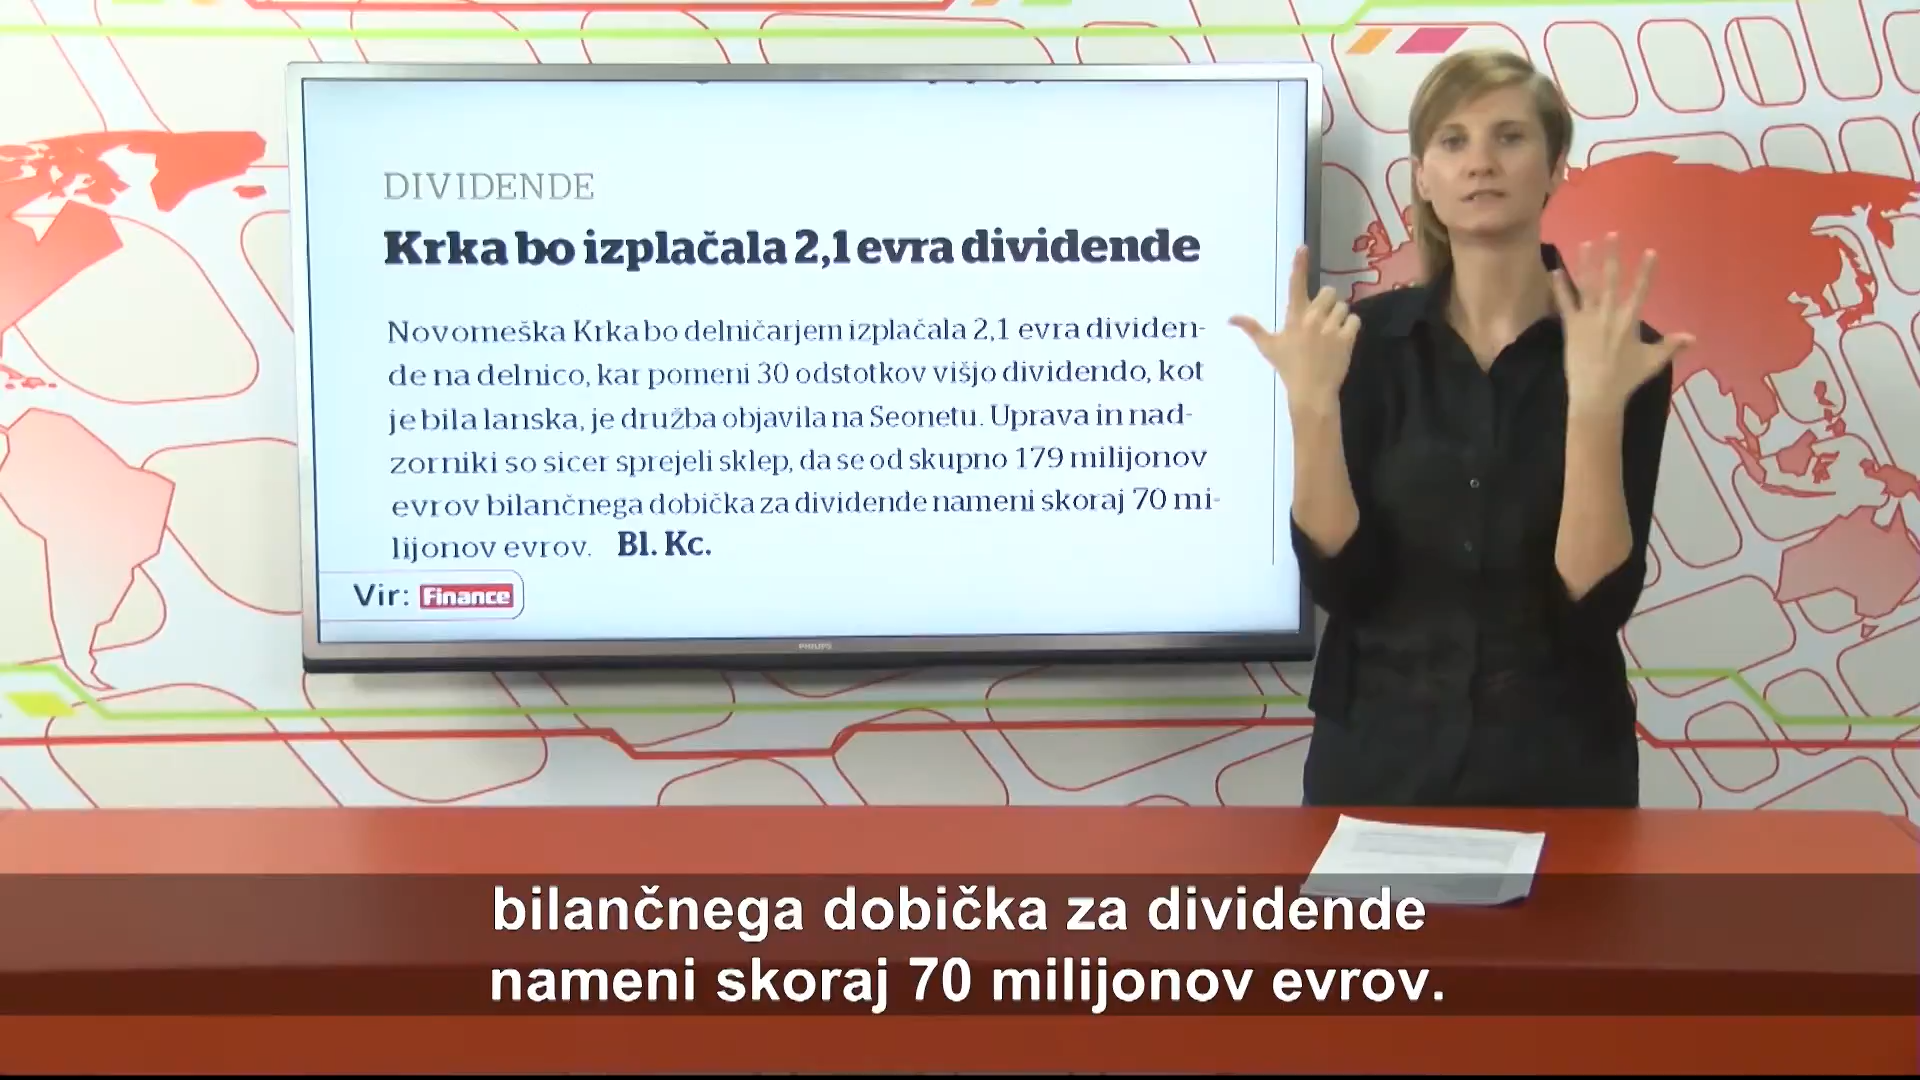 DIVIDENDE
Krka bo izplačala 2,1 evra dividende
Novomeška Krka bo delničarjem izplačala 2,1 evra dividen-
de na delnico, kar pomeni 30 odstotkov višjo dividendo, kot
je bila lanska, je družba objavila na Seonetu. Uprava in nad-
zorniki so sicer sprejeli sklep, da se od skupno 179 milijonov
evrov bilančnega dobička za dividende nameni skoraj 70 mi-
lijonov evrov. Bl. Kc.
Vir: Finance
PHILIPS
bilančnega dobička za dividende
nameni skoraj 70 milijonov evrov.